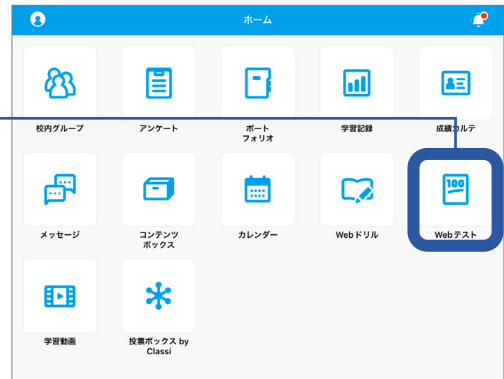 ホーム
校内グループ
アンケート
ポート
フォリオ
学習記録
成績カルテ
メッセージ
コンテンツ
ボックス
カレンダー
Webドリル
100
Webテスト
学習動画
投票ボックス by
Classi